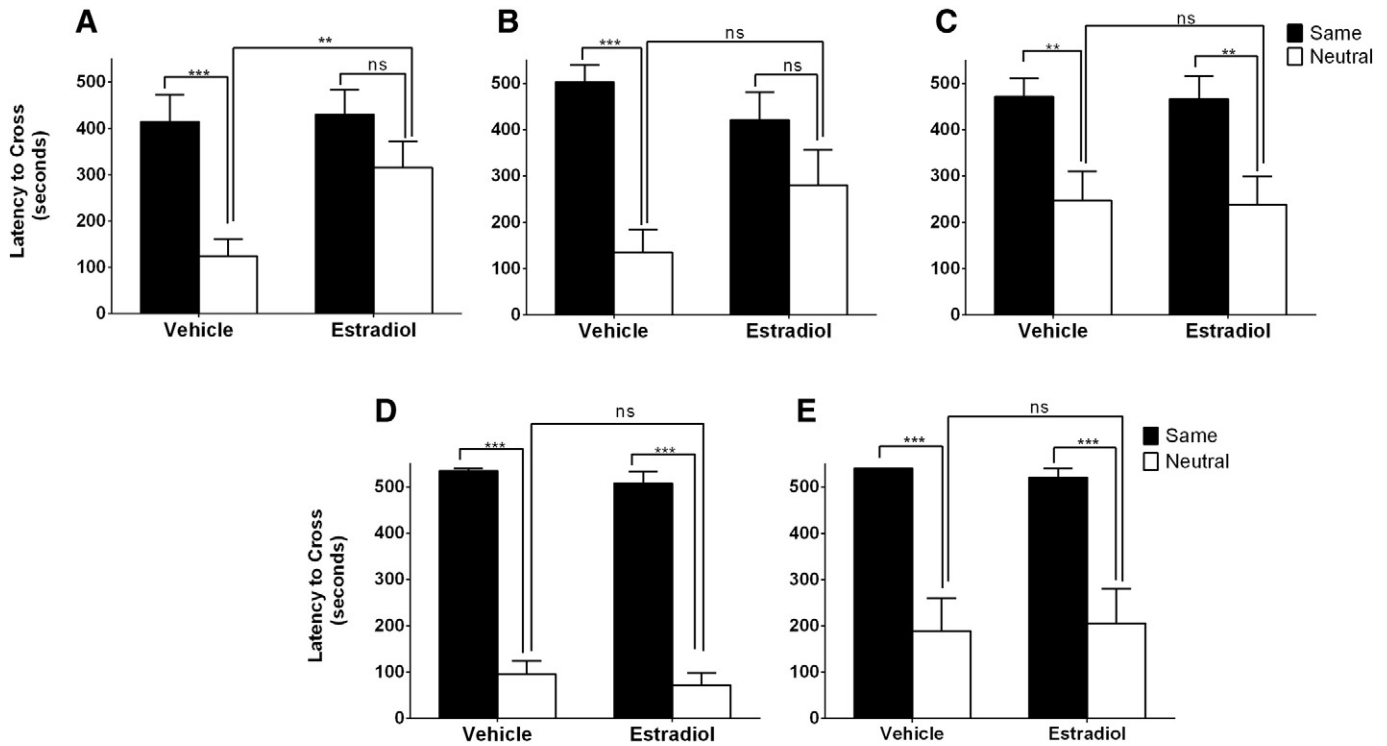 A
Latency to Cross
(seconds)
500
400
300
200
100
0
***
**
ns
Vehicle
Estradiol
B
500
400
300
200
100
0
***
ns
ns
Vehicle
Estradiol
C
500
400
300
200
100
0
**
ns
**
Vehicle
Estradiol
Same
Neutral
D
Latency to Cross
(seconds)
500
400
300
200
100
0
***
ns
***
Vehicle
Estradiol
E
500
400
300
200
100
0
***
ns
***
Vehicle
Estradiol
Same
Neutral